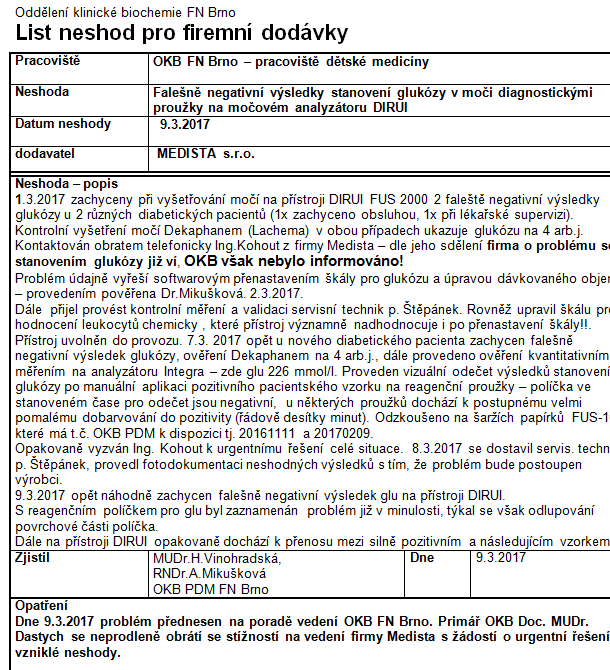 Oddělení klinické biochemie FN Brno
List neshod pro firemní dodávky
Pracoviště OKB FN Brno – pracoviště dětské medicíny
Neshoda Falešně negativní výsledky stanovení glukózy v moči diagnostickými
proužky na močovém analyzátoru DIRUI
Datum neshody 9.3.2017
dodavatel MEDISTA s.r.o.
Neshoda – popis
1.3.2017 zachyceny při vyšetřování močí na přístroji DIRUI FUS 2000 2 faleště negativní výsledky
glukózy u 2 různých diabetických pacientů (1x zachyceno obsluhou, 1x při lékařské supervizi).
Kontrolní vyšetření močí Dekaphanem (Lachema) v obou případech ukazuje glukózu na 4 arb.j.
Kontaktován obratem telefonicky Ing.Kohout z firmy Medista – dle jeho sdělení firma o problému se
stanovením glukózy již ví, OKB však nebylo informováno!
Problém údajně vyřeší softwarovým přenastavením škály pro glukózu a úpravou dávkovaného objer
– provedením pověřena Dr.Mikušková. 2.3.2017.
Dále přijel provést kontrolní měření a validaci servisní technik p. Štěpánek. Rovněž upravil škálu pro
hodnocení leukocytů chemicky , které přístroj významně nadhodnocuje i po přenastavení škály!!.
Přístroj uvolněn do provozu. 7.3. 2017 opět u nového diabetického pacienta zachycen falešně
negativní výsledek glukózy, ověření Dekaphanem na 4 arb.j., dále provedeno ověření kvantitativním
měřením na analyzátoru Integra – zde glu 226 mmol/l. Proveden vizuální odečet výsledků stanovení
glukózy po manuální aplikaci pozitivního pacientského vzorku na reagenční proužky – políčka ve
stanoveném čase pro odečet jsou negativní, u některých proužků dochází k postupnému velmi
pomalému dobarvování do pozitivity (řádově desítky minut). Odzkoušeno na šaržích papírků FUS-10
které má t.č. OKB PDM k dispozici tj. 20161111 a 20170209.
Opakovaně vyzván Ing. Kohout k urgentnímu řešení celé situace. 8.3.2017 se dostavil servis. techn
p. Štěpánek, provedl fotodokumentaci neshodných výsledků s tím, že problém bude postoupen
výrobci.
9.3.2017 opět náhodně zachycen falešně negativní výsledek glu na přístroji DIRUI.
S reagenčním políčkem pro glu byl zaznamenán problém již v minulosti, týkal se však odlupování
povrchové části políčka.
Dále na přístroji DIRUI opakovaně dochází k přenosu mezi silně pozitivním a následujícím vzorkem
Zjistil MUDr.H.Vinohradská, Dne 9.3.2017
RNDr.A.Mikušková
OKB PDM FN Brno
Opatření
Dne 9.3.2017 problém přednesen na poradě vedení OKB FN Brno. Primář OKB Doc. MUDr.
Dastych se neprodleně obrátí se stížností na vedení firmy Medista s žádostí o urgentní řešení
vzniklé neshody.